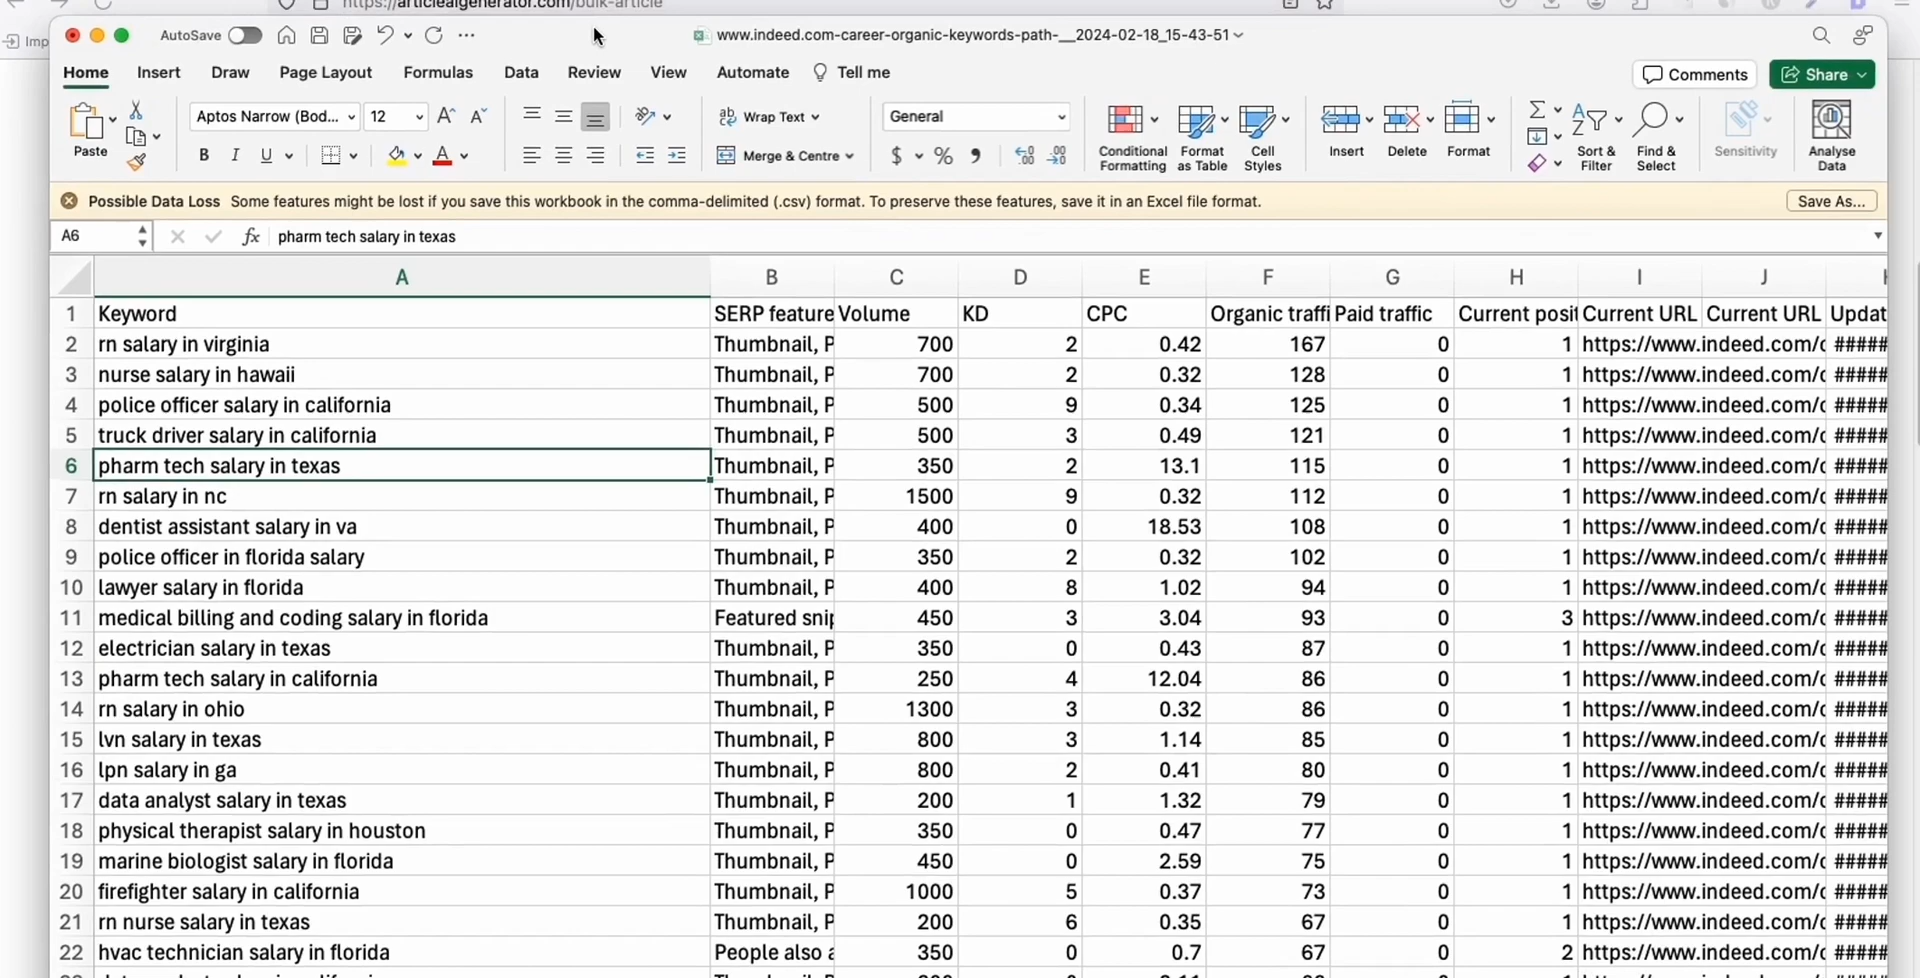 https://articleaigenerator.com/bulk-article
Imp
AutoSave
www.indeed.com-career-organic-keywords-path-__2024-02-18_15-43-51
Home Insert Draw Page Layout Formulas Data Review View Automate Tell me Comments Share
Paste
Aptos Narrow (Bod... 12
B I U A
Wrap Text
Merge & Centre
General
$ %
Conditional Formatting
Format as Table
Cell Styles
Insert Delete Format
Sort & Filter
Find & Select
Sensitivity
Analyse Data
Possible Data Loss Some features might be lost if you save this workbook in the comma-delimited (.csv) format. To preserve these features, save it in an Excel file format. Save As...
A6 fx pharm tech salary in texas
A B C D E F G H I J
1 Keyword SERP feature Volume KD CPC Organic traffi Paid traffic Current posit Current URL Current URL Updat
2 rn salary in virginia Thumbnail, P 700 2 0.42 167 0 1 https://www.indeed.com/c #####
3 nurse salary in hawaii Thumbnail, P 700 2 0.32 128 0 1 https://www.indeed.com/c #####
4 police officer salary in california Thumbnail, P 500 9 0.34 125 0 1 https://www.indeed.com/c #####
5 truck driver salary in california Thumbnail, P 500 3 0.49 121 0 1 https://www.indeed.com/c #####
6 pharm tech salary in texas Thumbnail, P 350 2 13.1 115 0 1 https://www.indeed.com/c #####
7 rn salary in nc Thumbnail, P 1500 9 0.32 112 0 1 https://www.indeed.com/c #####
8 dentist assistant salary in va Thumbnail, P 400 0 18.53 108 0 1 https://www.indeed.com/c #####
9 police officer in florida salary Thumbnail, P 350 2 0.32 102 0 1 https://www.indeed.com/c #####
10 lawyer salary in florida Thumbnail, P 400 8 1.02 94 0 1 https://www.indeed.com/c #####
11 medical billing and coding salary in florida Featured snip 450 3 3.04 93 0 3 https://www.indeed.com/c #####
12 electrician salary in texas Thumbnail, P 350 0 0.43 87 0 1 https://www.indeed.com/c #####
13 pharm tech salary in california Thumbnail, P 250 4 12.04 86 0 1 https://www.indeed.com/c #####
14 rn salary in ohio Thumbnail, P 1300 3 0.32 86 0 1 https://www.indeed.com/c #####
15 lvn salary in texas Thumbnail, P 800 3 1.14 85 0 1 https://www.indeed.com/c #####
16 lpn salary in ga Thumbnail, P 800 2 0.41 80 0 1 https://www.indeed.com/c #####
17 data analyst salary in texas Thumbnail, P 200 1 1.32 79 0 1 https://www.indeed.com/c #####
18 physical therapist salary in houston Thumbnail, P 350 0 0.47 77 0 1 https://www.indeed.com/c #####
19 marine biologist salary in florida Thumbnail, P 450 0 2.59 75 0 1 https://www.indeed.com/c #####
20 firefighter salary in california Thumbnail, P 1000 5 0.37 73 0 1 https://www.indeed.com/c #####
21 rn nurse salary in texas Thumbnail, P 200 6 0.35 67 0 1 https://www.indeed.com/c #####
22 hvac technician salary in florida People also a 350 0 0.7 67 0 2 https://www.indeed.com/c #####